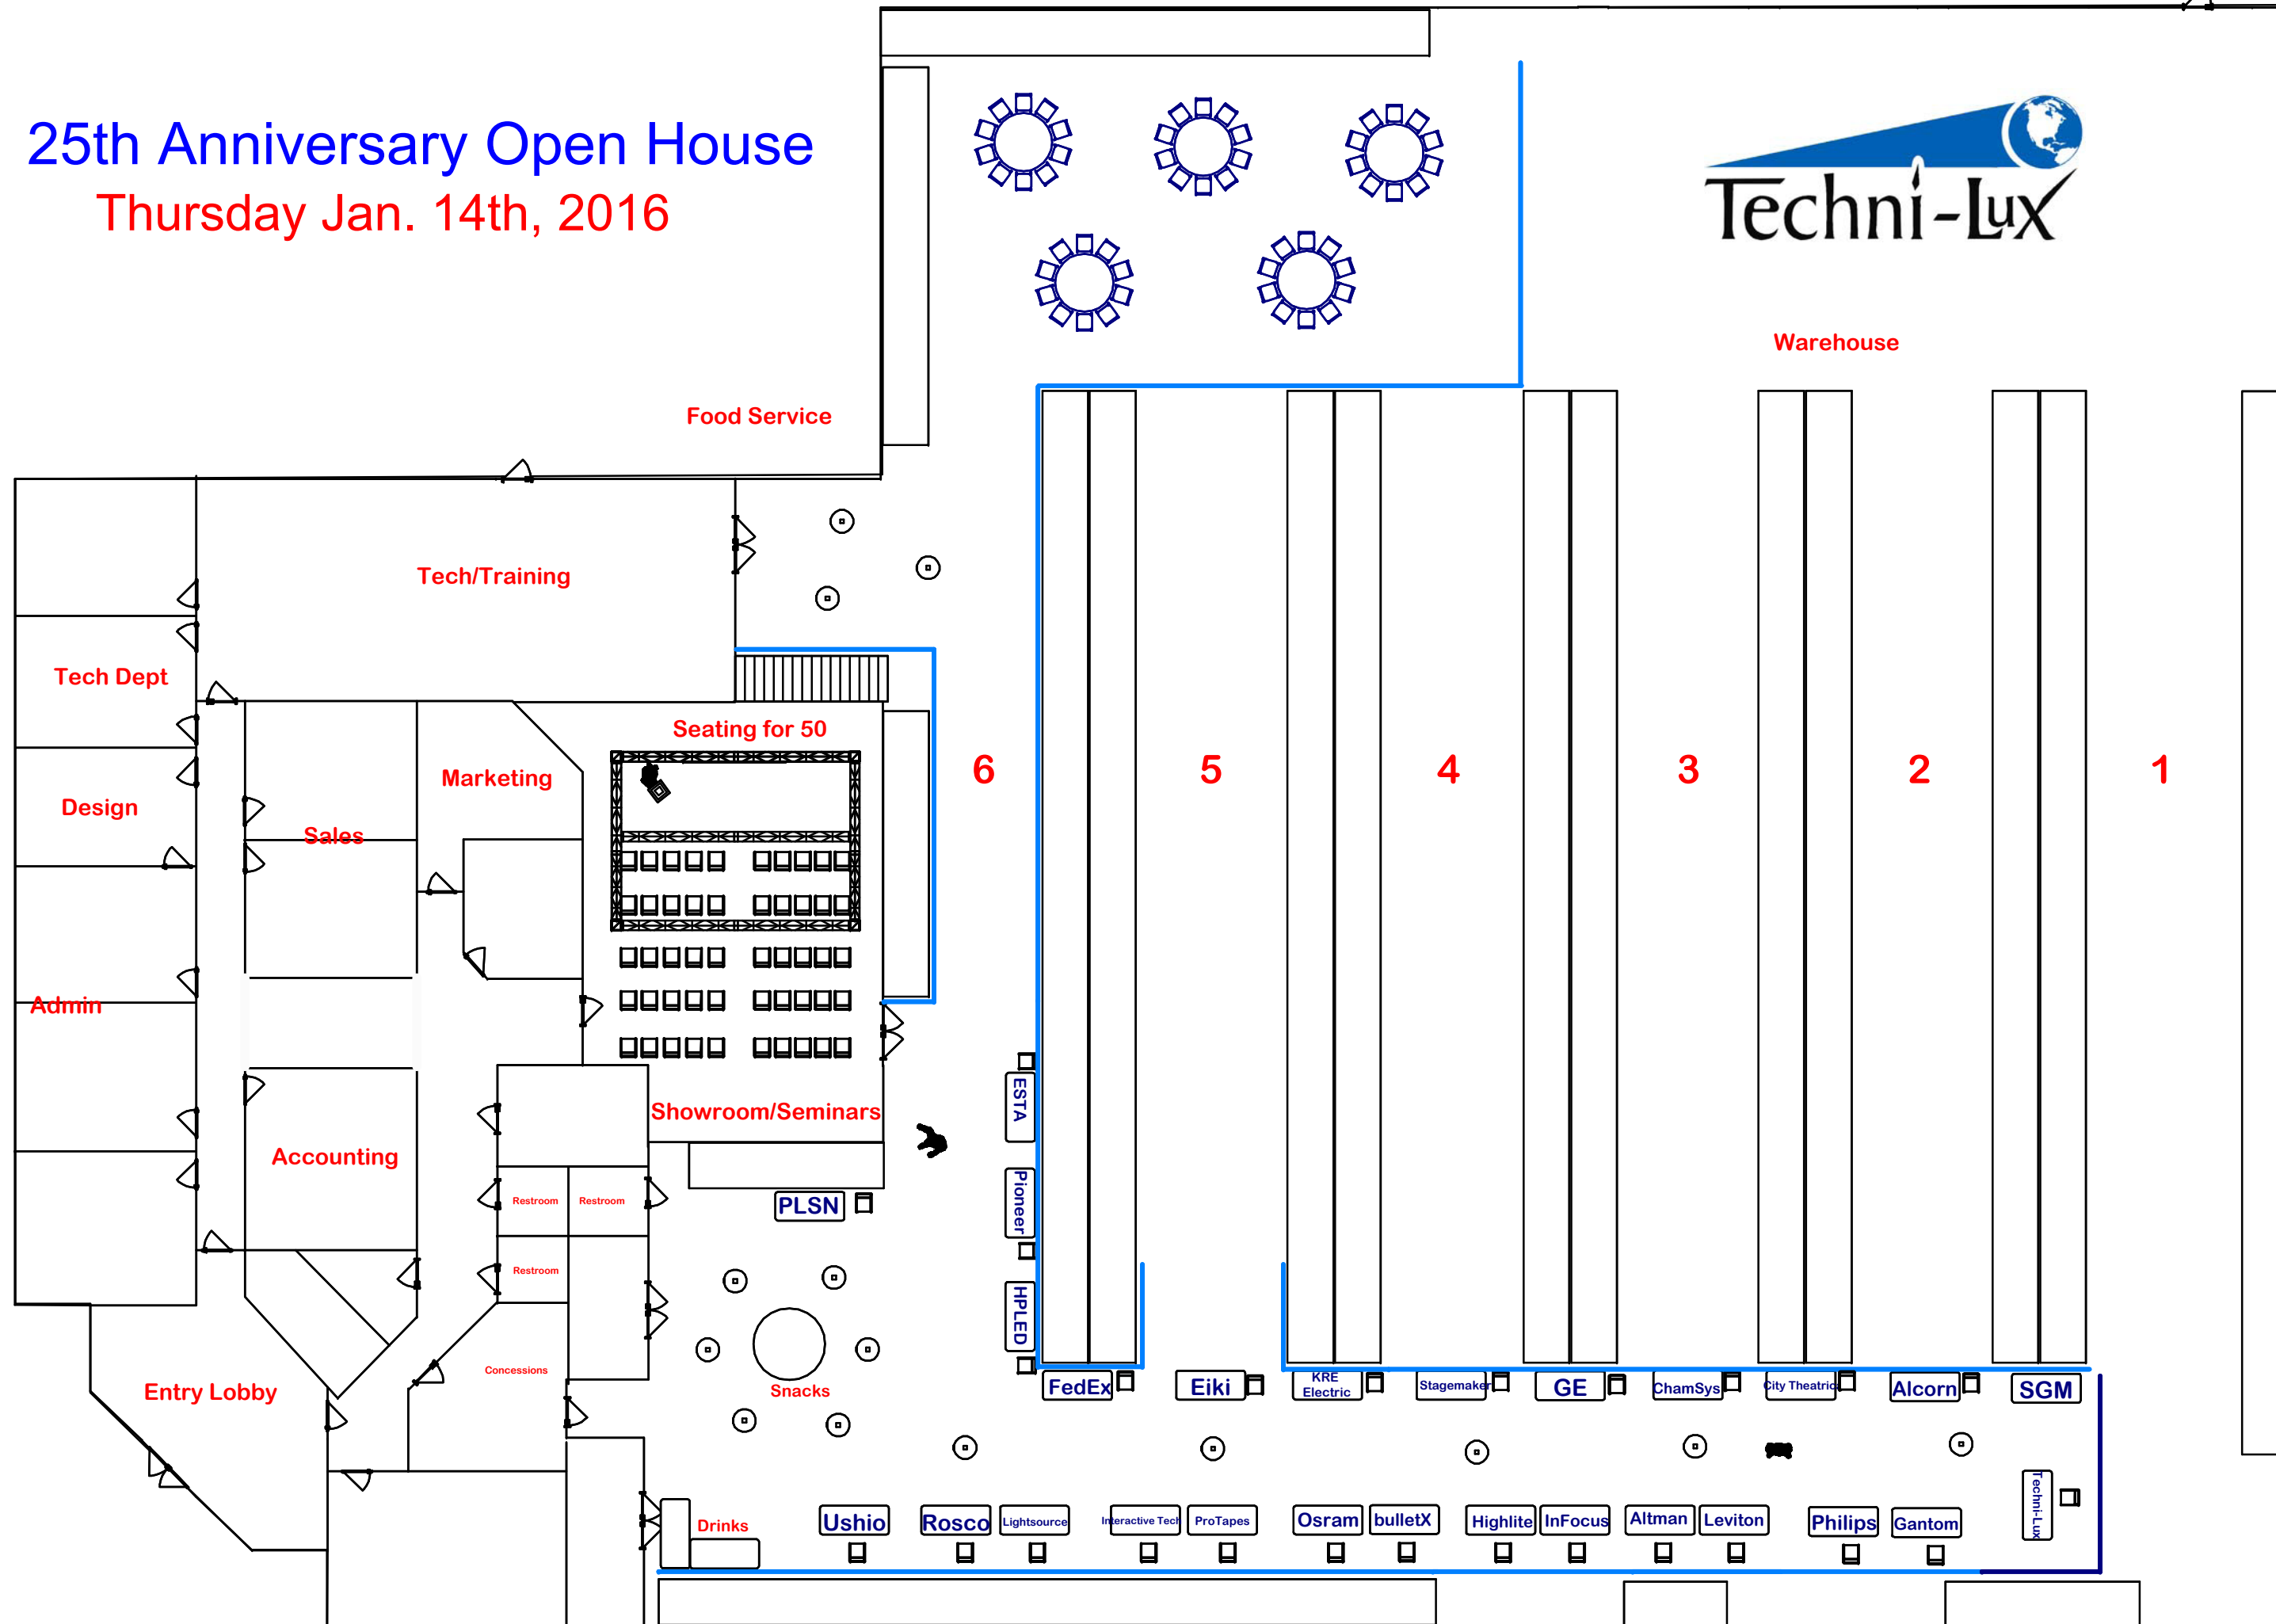 25th Anniversary Open House
Thursday Jan. 14th, 2016
Techni-Lux
Warehouse
Food Service
Tech/Training
Tech Dept
Seating for 50
Marketing
Design
Sales
6
5
4
3
2
1
Admin
ESTA
Showroom/Seminars
Accounting
Pioneer
Restroom
Restroom
PLSN
Restroom
HPLED
Concessions
Entry Lobby
Snacks
FedEx
Eiki
KRE
Electric
Stagemaker
GE
ChamSys
City Theatrica
Alcorn
SGM
Techni-Lux
Drinks
Ushio
Rosco
Lightsource
Interactive Tech
ProTapes
Osram
bulletX
Highlite
InFocus
Altman
Leviton
Philips
Gantom